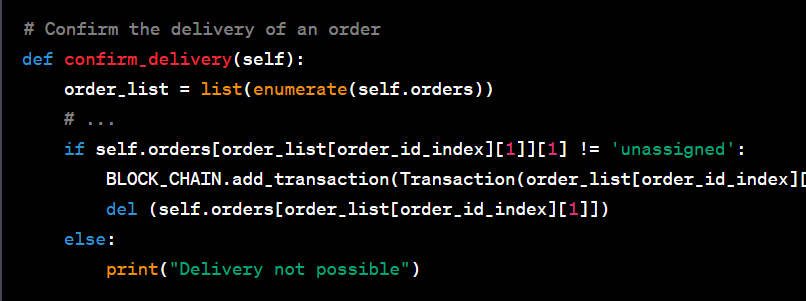 # Confirm the delivery of an order
def confirm_delivery(self):
    order_list = list(enumerate(self.orders))
    # ...
    if self.orders[order_list[order_id_index][1]][1] != 'unassigned':
        BLOCK_CHAIN.add_transaction(Transaction(order_list[order_id_index][
        del (self.orders[order_list[order_id_index][1]])
    else:
        print("Delivery not possible")